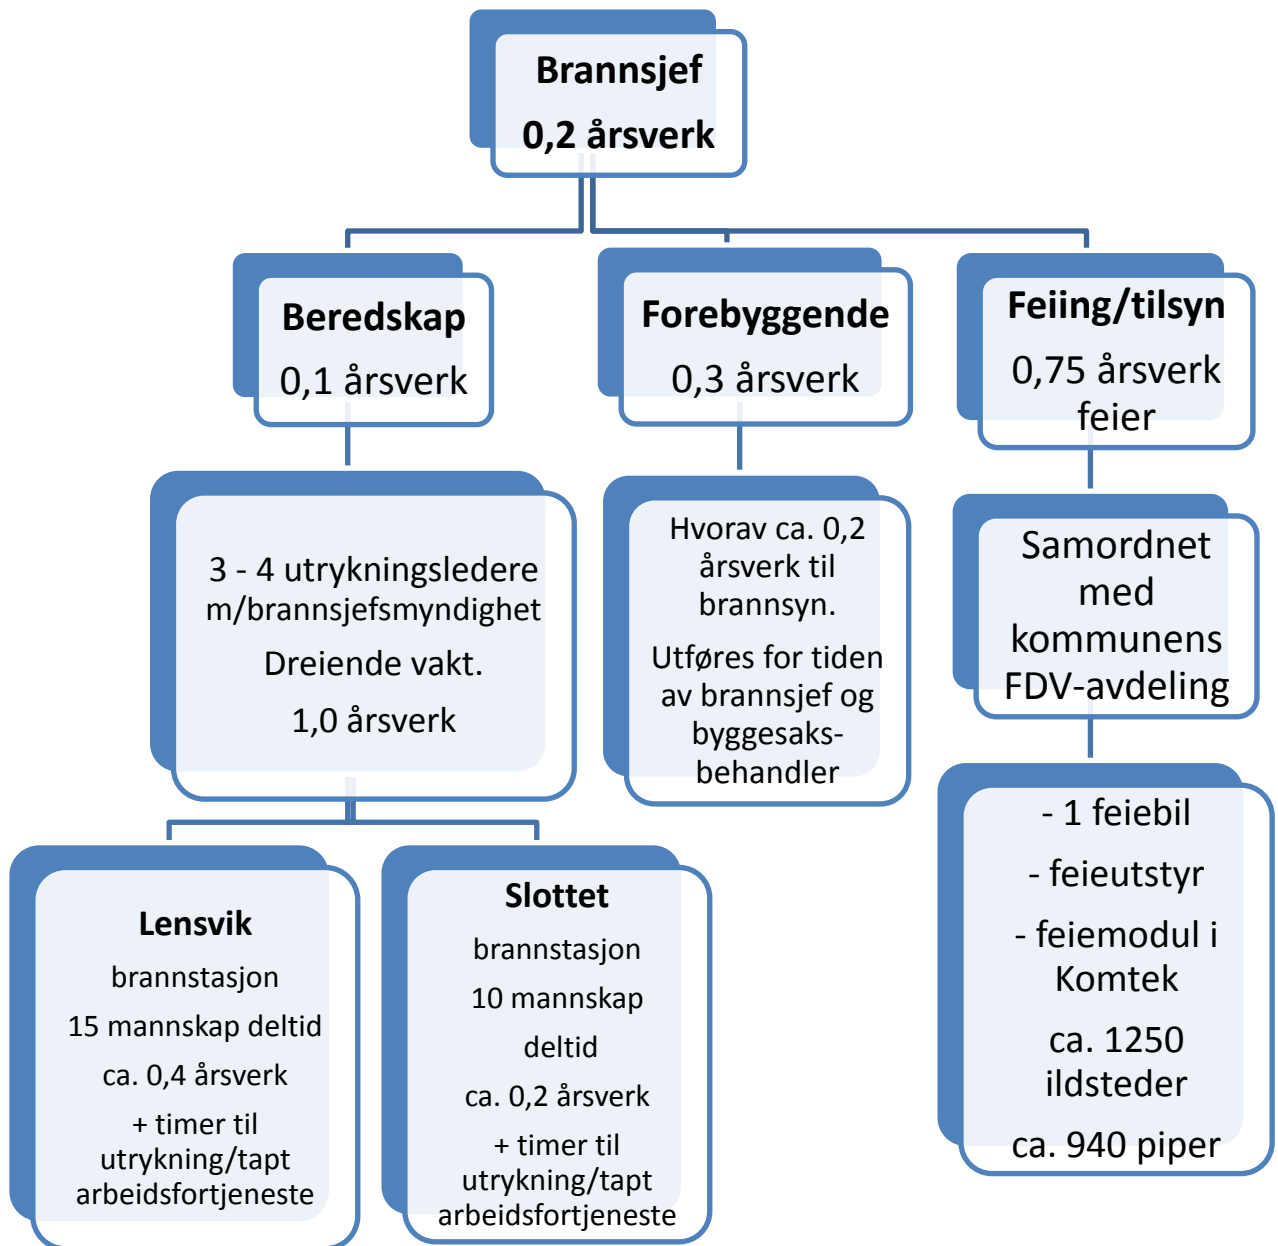 Brannsjef
0,2 årsverk
Beredskap
0,1 årsverk
Forebyggende
0,3 årsverk
Feiing/tilsyn
0,75 årsverk
feier
3 - 4 utrykningsledere
m/brannsjefsmyndighet
Dreiende vakt.
1,0 årsverk
Hvorav ca. 0,2
årsverk til
brannsyn.
Utføres for tiden
av brannsjef og
byggesaks-
behandler
Samordnet
med
kommunens
FDV-avdeling
Lensvik
brannstasjon
15 mannskap deltid
ca. 0,4 årsverk
+ timer til
utrykning/tapt
arbeidsfortjeneste
Slottet
brannstasjon
10 mannskap
deltid
ca. 0,2 årsverk
+ timer til
utrykning/tapt
arbeidsfortjeneste
- 1 feiebil
- feieutstyr
- feiemodul i
Komtek
ca. 1250
ildsteder
ca. 940 piper